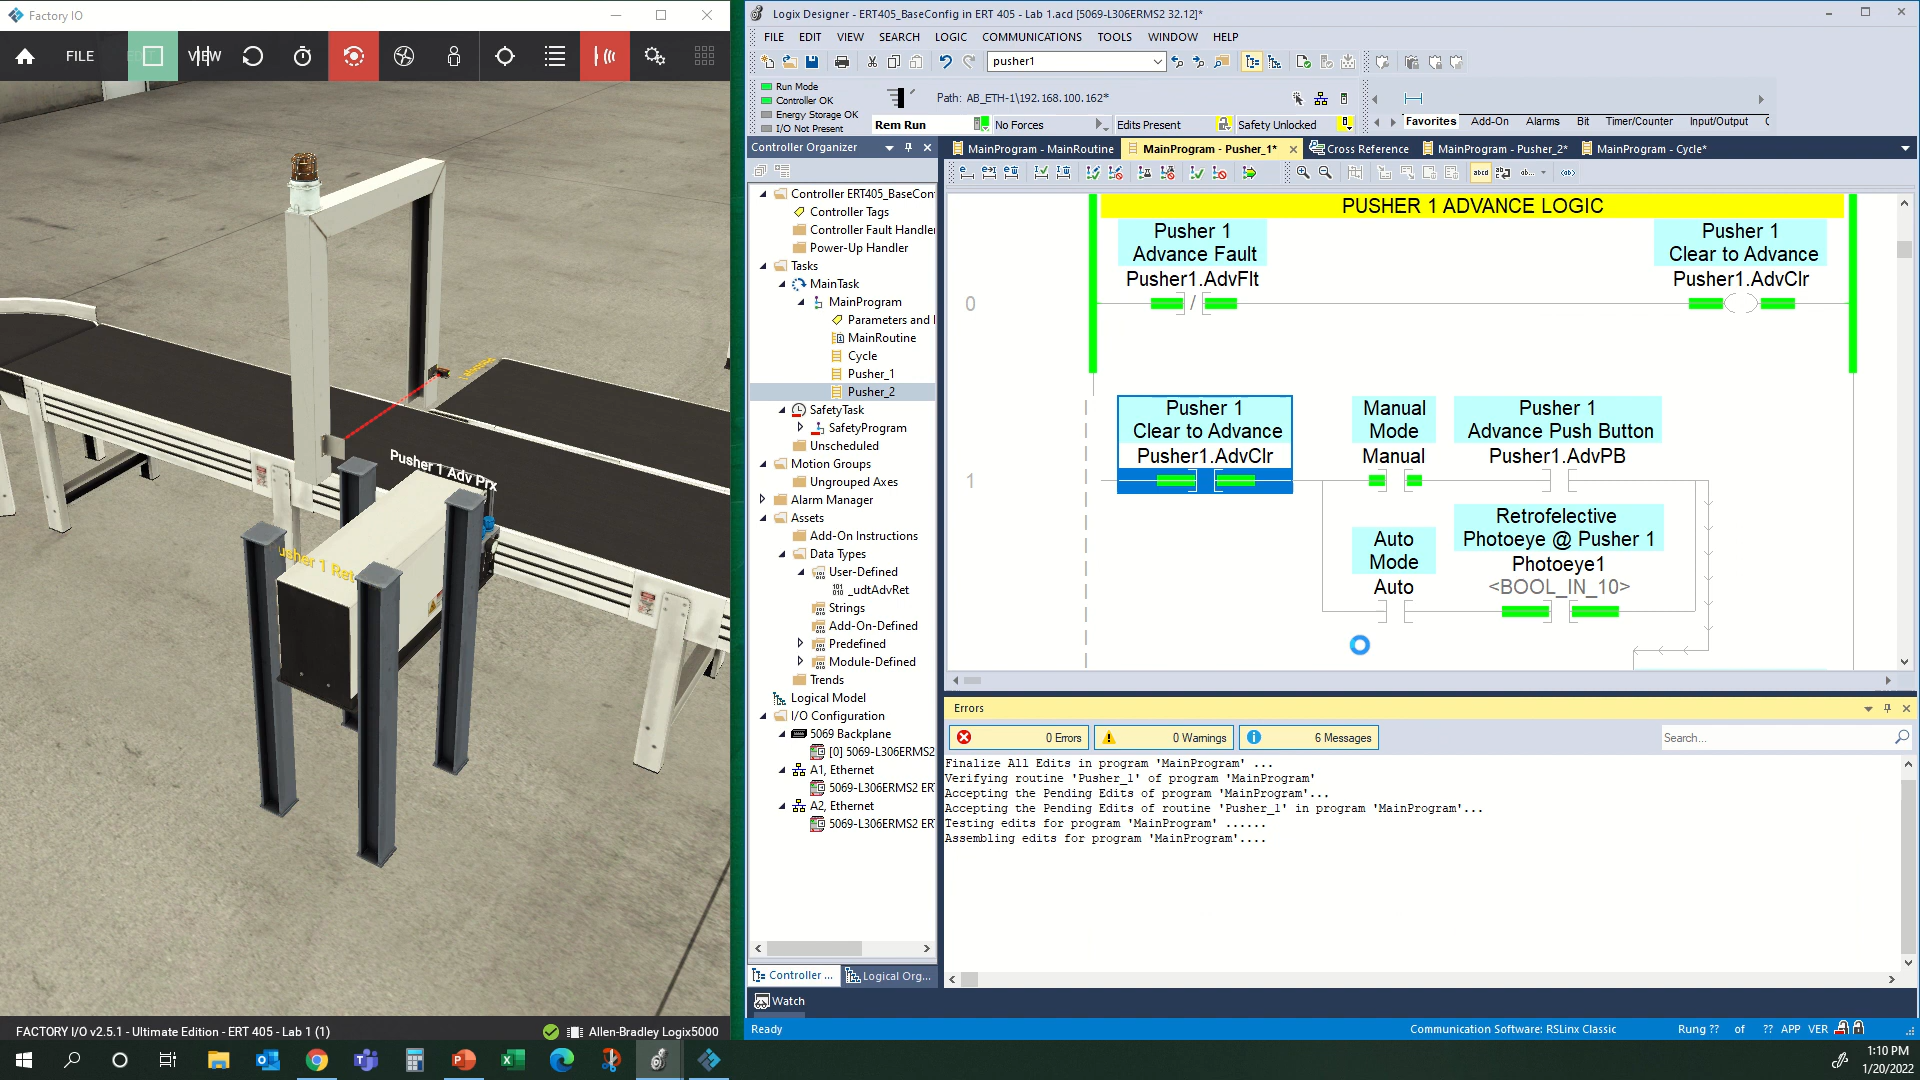 Factory IO
FILE
VIEW
Pusher 1 Adv Prx
usher 1 Ret
FACTORY I/O v2.5.1 - Ultimate Edition - ERT 405 - Lab 1 (1)
Allen-Bradley Logix5000
Logix Designer - ERT405_BaseConfig in ERT 405 - Lab 1.acd [5069-L306ERMS2 32.12]*
FILE EDIT VIEW SEARCH LOGIC COMMUNICATIONS TOOLS WINDOW HELP
pusher1
Run Mode
Controller OK
Energy Storage OK
I/O Not Present
Path: AB_ETH-1\192.168.100.162*
Rem Run
No Forces
Edits Present
Safety Unlocked
Favorites Add-On Alarms Bit Timer/Counter Input/Output
Controller Organizer
Controller ERT405_BaseConf
Controller Tags
Controller Fault Handler
Power-Up Handler
Tasks
MainTask
MainProgram
Parameters and
MainRoutine
Cycle
Pusher_1
Pusher_2
SafetyTask
SafetyProgram
Unscheduled
Motion Groups
Ungrouped Axes
Alarm Manager
Assets
Add-On Instructions
Data Types
User-Defined
_udtAdvRet
Strings
Add-On-Defined
Predefined
Module-Defined
Trends
Logical Model
I/O Configuration
5069 Backplane
[0] 5069-L306ERMS2
A1, Ethernet
5069-L306ERMS2 ER
A2, Ethernet
5069-L306ERMS2 ER
Controller ...
Logical Org...
MainProgram - MainRoutine
MainProgram - Pusher_1*
Cross Reference
MainProgram - Pusher_2*
MainProgram - Cycle*
PUSHER 1 ADVANCE LOGIC
Pusher 1
Advance Fault
Pusher1.AdvFlt
Pusher 1
Clear to Advance
Pusher1.AdvClr
0
Pusher 1
Clear to Advance
Pusher1.AdvClr
Manual
Mode
Manual
Pusher 1
Advance Push Button
Pusher1.AdvPB
1
Auto
Mode
Auto
Retrofelective
Photoeye @ Pusher 1
Photoeye1
<BOOL_IN_10>
Errors
0 Errors
0 Warnings
6 Messages
Search...
Finalize All Edits in program 'MainProgram' ...
Verifying routine 'Pusher_1' of program 'MainProgram'
Accepting the Pending Edits of program 'MainProgram'...
Accepting the Pending Edits of routine 'Pusher_1' in program 'MainProgram'...
Testing edits for program 'MainProgram' ......
Assembling edits for program 'MainProgram'....
Watch
Ready
Communication Software: RSLinx Classic
Rung ?? of ?? APP VER
1:10 PM
1/20/2022